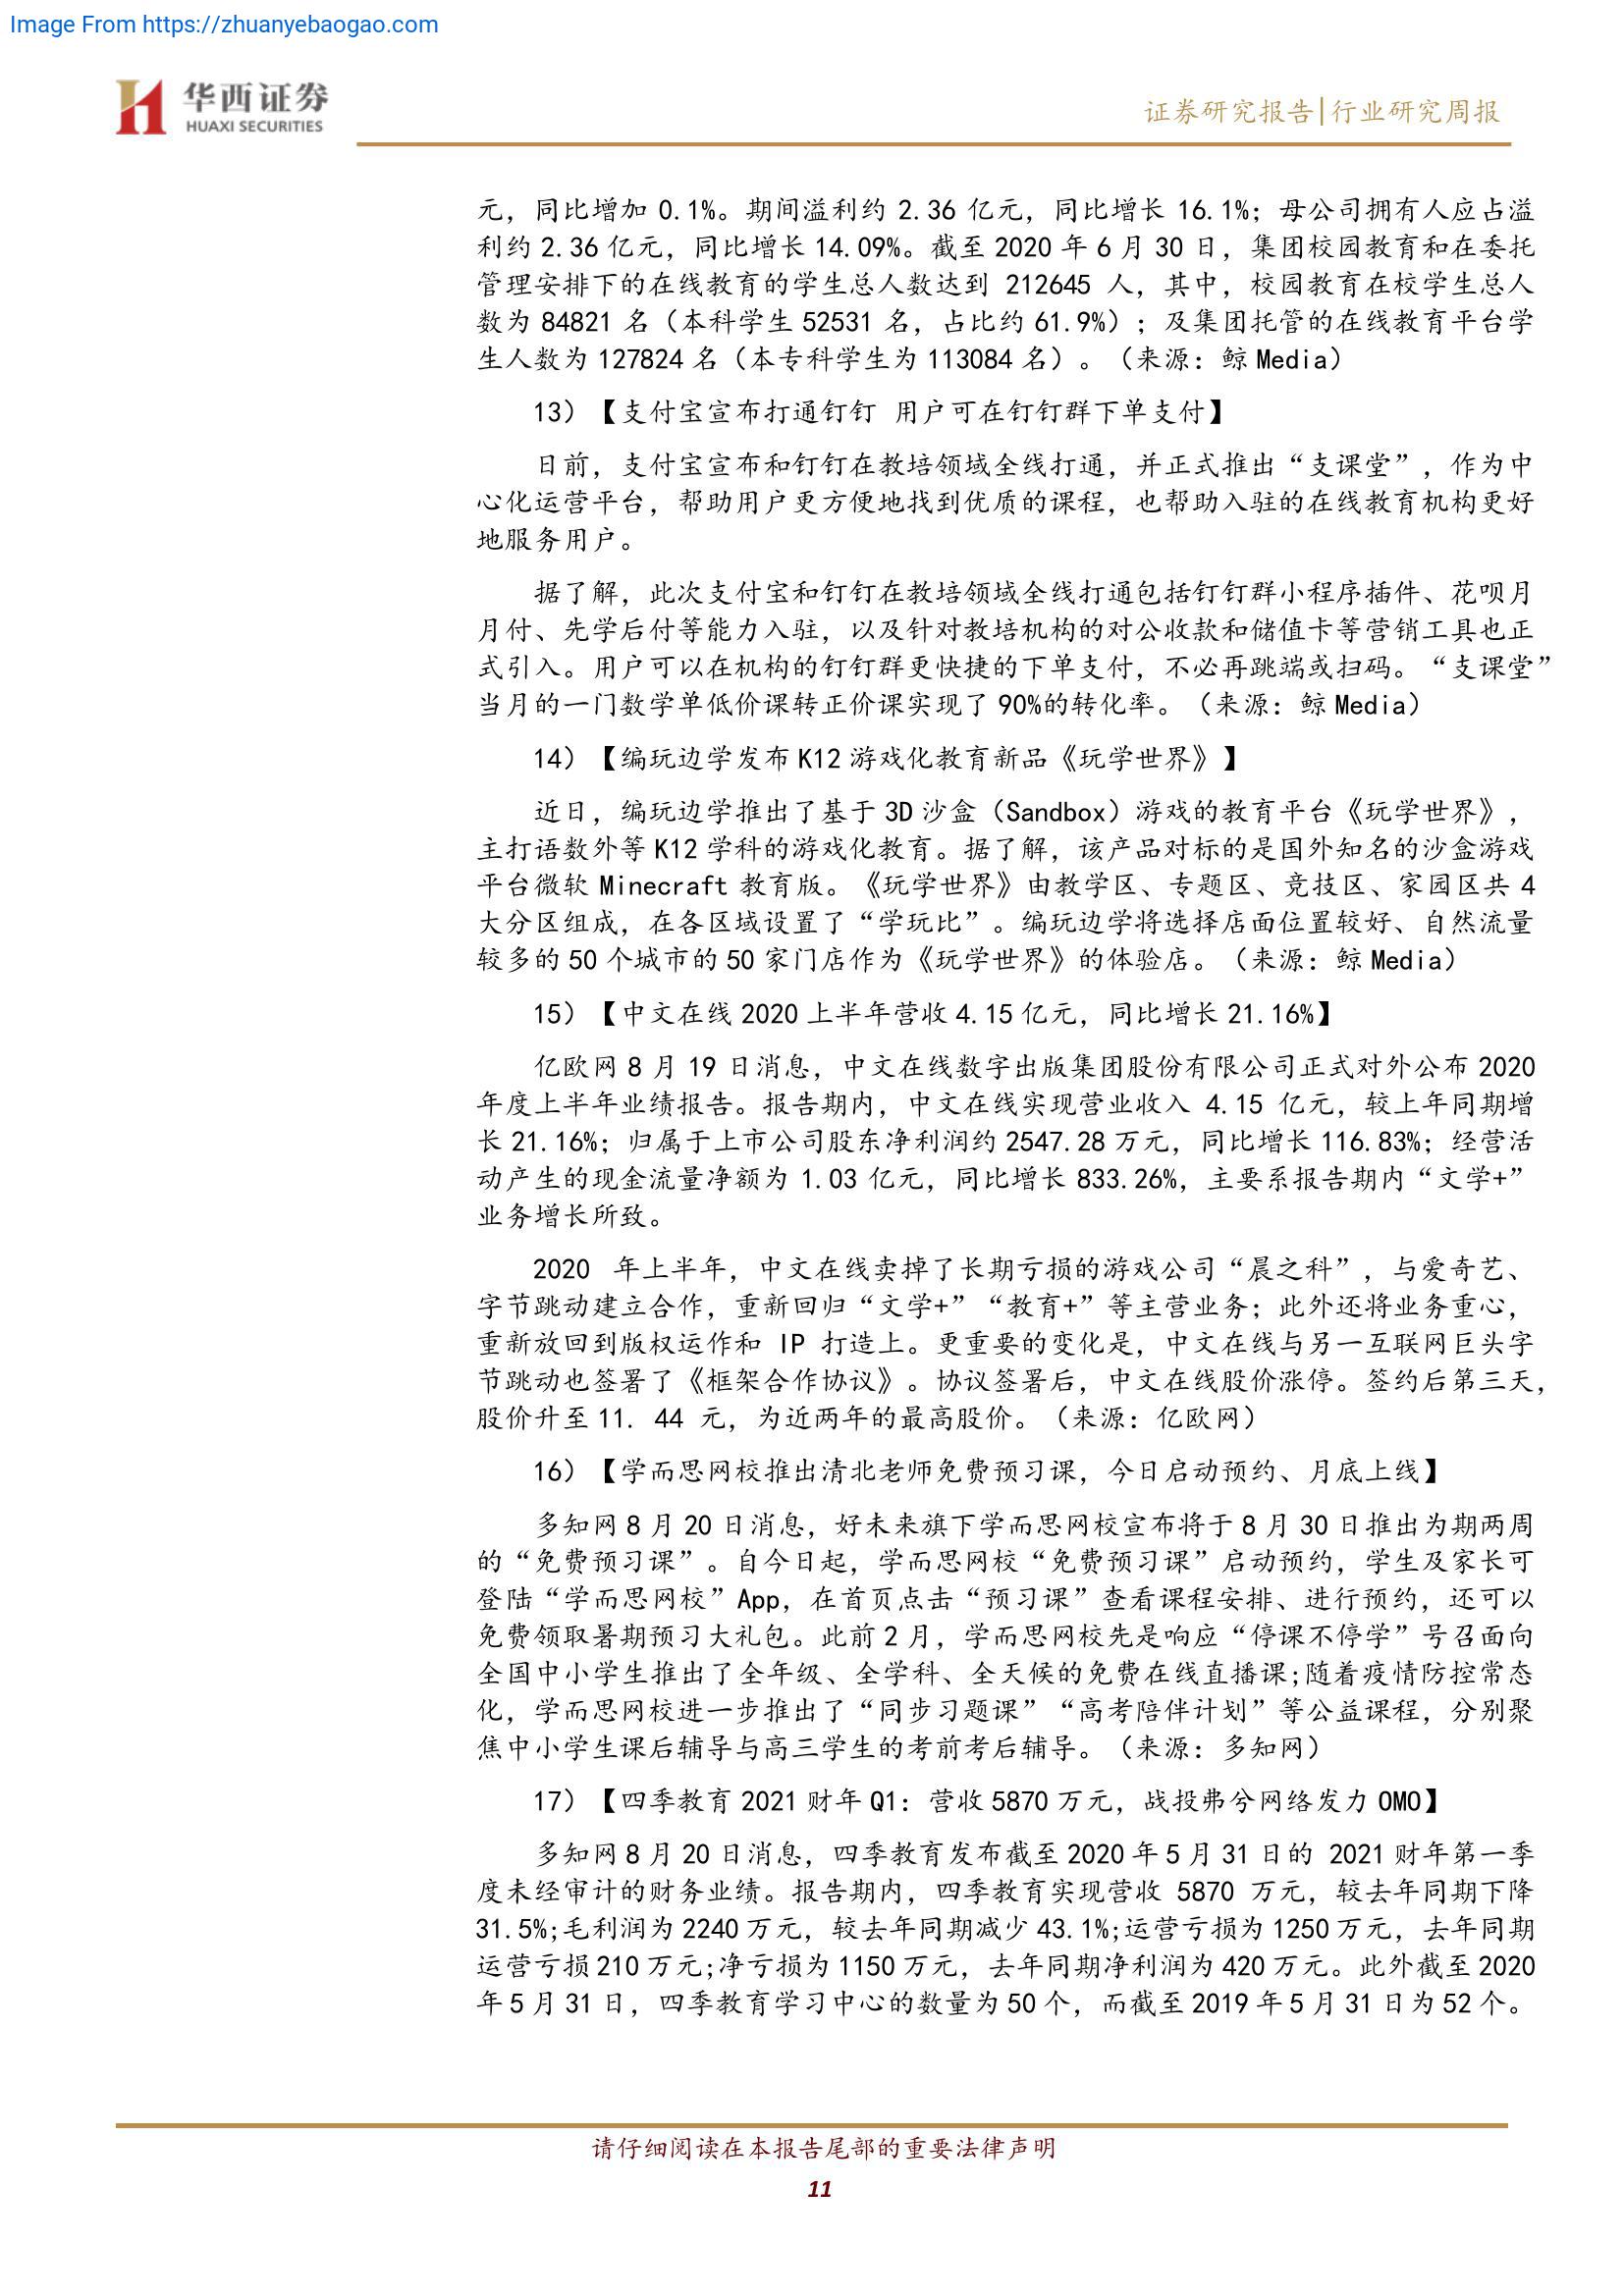 Image From https://zhuanyebaogao.com
华西证券
HUAXI SECURITIES
证券研究报告|行业研究周报
元，同比增加 0.1%。期间溢利约 2.36 亿元，同比增长 16.1%；母公司拥有人应占溢
利约 2.36 亿元，同比增长 14.09%。截至 2020 年 6 月 30 日，集团校园教育和在委托
管理安排下的在线教育的学生总人数达到 212645 人，其中，校园教育在校学生总人
数为 84821 名（本科学生 52531 名，占比约 61.9%）；及集团托管的在线教育平台学
生人数为 127824 名（本专科学生为 113084 名）。（来源：鲸 Media）
13）【支付宝宣布打通钉钉 用户可在钉钉群下单支付】
日前，支付宝宣布和钉钉在教培领域全线打通，并正式推出“支课堂”，作为中
心化运营平台，帮助用户更方便地找到优质的课程，也帮助入驻的在线教育机构更好
地服务用户。
据了解，此次支付宝和钉钉在教培领域全线打通包括钉钉群小程序插件、花呗月
月付、先学后付等能力入驻，以及针对教培机构的对公收款和储值卡等营销工具也正
式引入。用户可以在机构的钉钉群更快捷的下单支付，不必再跳端或扫码。“支课堂”
当月的一门数学单低价课转正价课实现了 90%的转化率。（来源：鲸 Media）
14）【编玩边学发布 K12 游戏化教育新品《玩学世界》】
近日，编玩边学推出了基于 3D 沙盒（Sandbox）游戏的教育平台《玩学世界》，
主打语数外等 K12 学科的游戏化教育。据了解，该产品对标的是国外知名的沙盒游戏
平台微软 Minecraft 教育版。《玩学世界》由教学区、专题区、竞技区、家园区共 4
大分区组成，在各区域设置了“学玩比”。编玩边学将选择店面位置较好、自然流量
较多的 50 个城市的 50 家门店作为《玩学世界》的体验店。（来源：鲸 Media）
15）【中文在线 2020 上半年营收 4.15 亿元，同比增长 21.16%】
亿欧网 8 月 19 日消息，中文在线数字出版集团股份有限公司正式对外公布 2020
年度上半年业绩报告。报告期内，中文在线实现营业收入 4.15 亿元，较上年同期增
长 21.16%；归属于上市公司股东净利润约 2547.28 万元，同比增长 116.83%；经营活
动产生的现金流量净额为 1.03 亿元，同比增长 833.26%，主要系报告期内“文学+”
业务增长所致。
2020 年上半年，中文在线卖掉了长期亏损的游戏公司“晨之科”，与爱奇艺、
字节跳动建立合作，重新回归“文学+”“教育+”等主营业务；此外还将业务重心，
重新放回到版权运作和 IP 打造上。更重要的变化是，中文在线与另一互联网巨头字
节跳动也签署了《框架合作协议》。协议签署后，中文在线股价涨停。签约后第三天，
股价升至 11. 44 元，为近两年的最高股价。（来源：亿欧网）
16）【学而思网校推出清北老师免费预习课，今日启动预约、月底上线】
多知网 8 月 20 日消息，好未来旗下学而思网校宣布将于 8 月 30 日推出为期两周
的“免费预习课”。自今日起，学而思网校“免费预习课”启动预约，学生及家长可
登陆“学而思网校”App，在首页点击“预习课”查看课程安排、进行预约，还可以
免费领取暑期预习大礼包。此前 2 月，学而思网校先是响应“停课不停学”号召面向
全国中小学生推出了全年级、全学科、全天候的免费在线直播课;随着疫情防控常态
化，学而思网校进一步推出了“同步习题课”“高考陪伴计划”等公益课程，分别聚
焦中小学生课后辅导与高三学生的考前考后辅导。（来源：多知网）
17）【四季教育 2021 财年 Q1：营收 5870 万元，战投弗兮网络发力 OMO】
多知网 8 月 20 日消息，四季教育发布截至 2020 年 5 月 31 日的 2021 财年第一季
度未经审计的财务业绩。报告期内，四季教育实现营收 5870 万元，较去年同期下降
31.5%;毛利润为 2240 万元，较去年同期减少 43.1%;运营亏损为 1250 万元，去年同期
运营亏损 210 万元;净亏损为 1150 万元，去年同期净利润为 420 万元。此外截至 2020
年 5 月 31 日，四季教育学习中心的数量为 50 个，而截至 2019 年 5 月 31 日为 52 个。
请仔细阅读在本报告尾部的重要法律声明
11